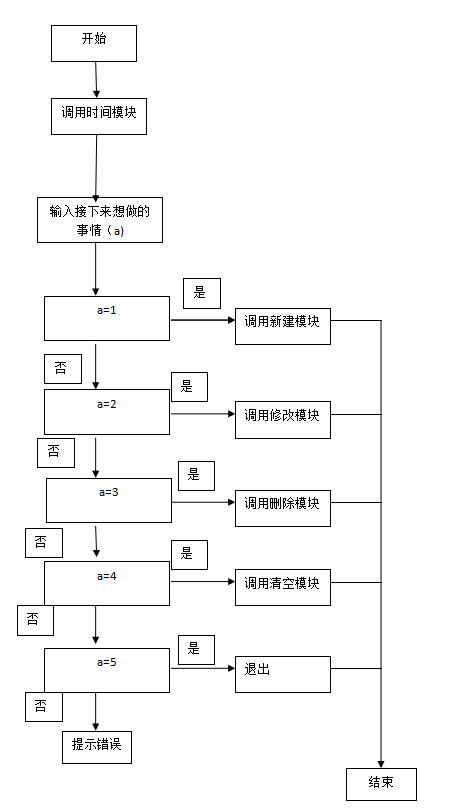 开始
调用时间模块
输入接下来想做的
事情（a)
是
a=1
调用新建模块
否
是
a=2
调用修改模块
否
是
a=3
调用删除模块
否
是
a=4
调用清空模块
否
是
a=5
退出
否
提示错误
结束